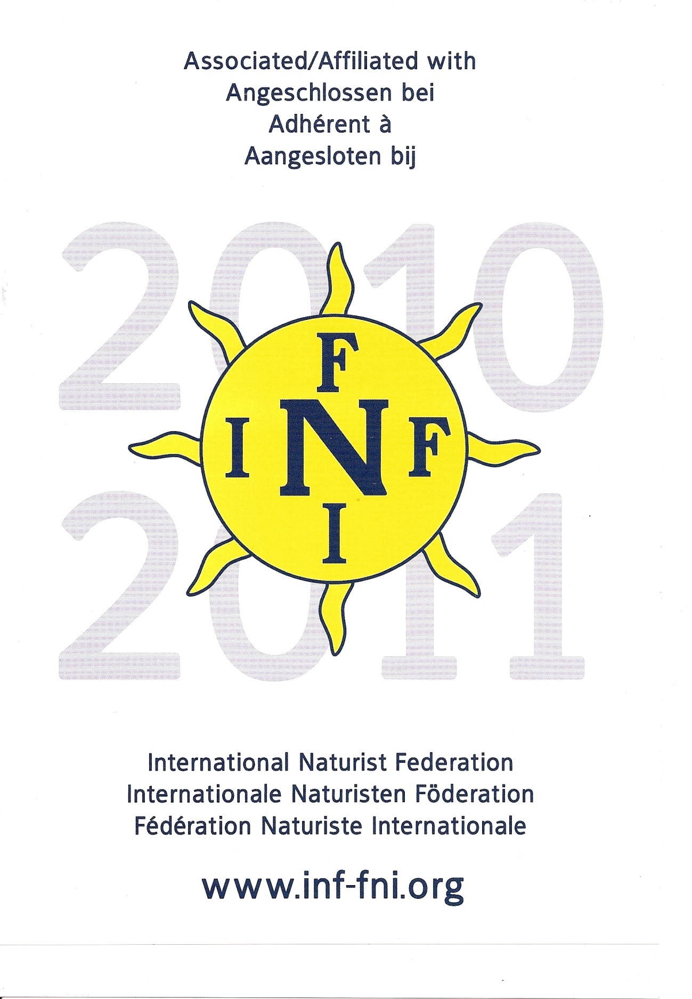 Associated/Affiliated with
Angeschlossen bei
Adhérent à
Aangesloten bij
2010
F
I N F
I
2011
International Naturist Federation
Internationale Naturisten Föderation
Fédération Naturiste Internationale
www.inf-fni.org